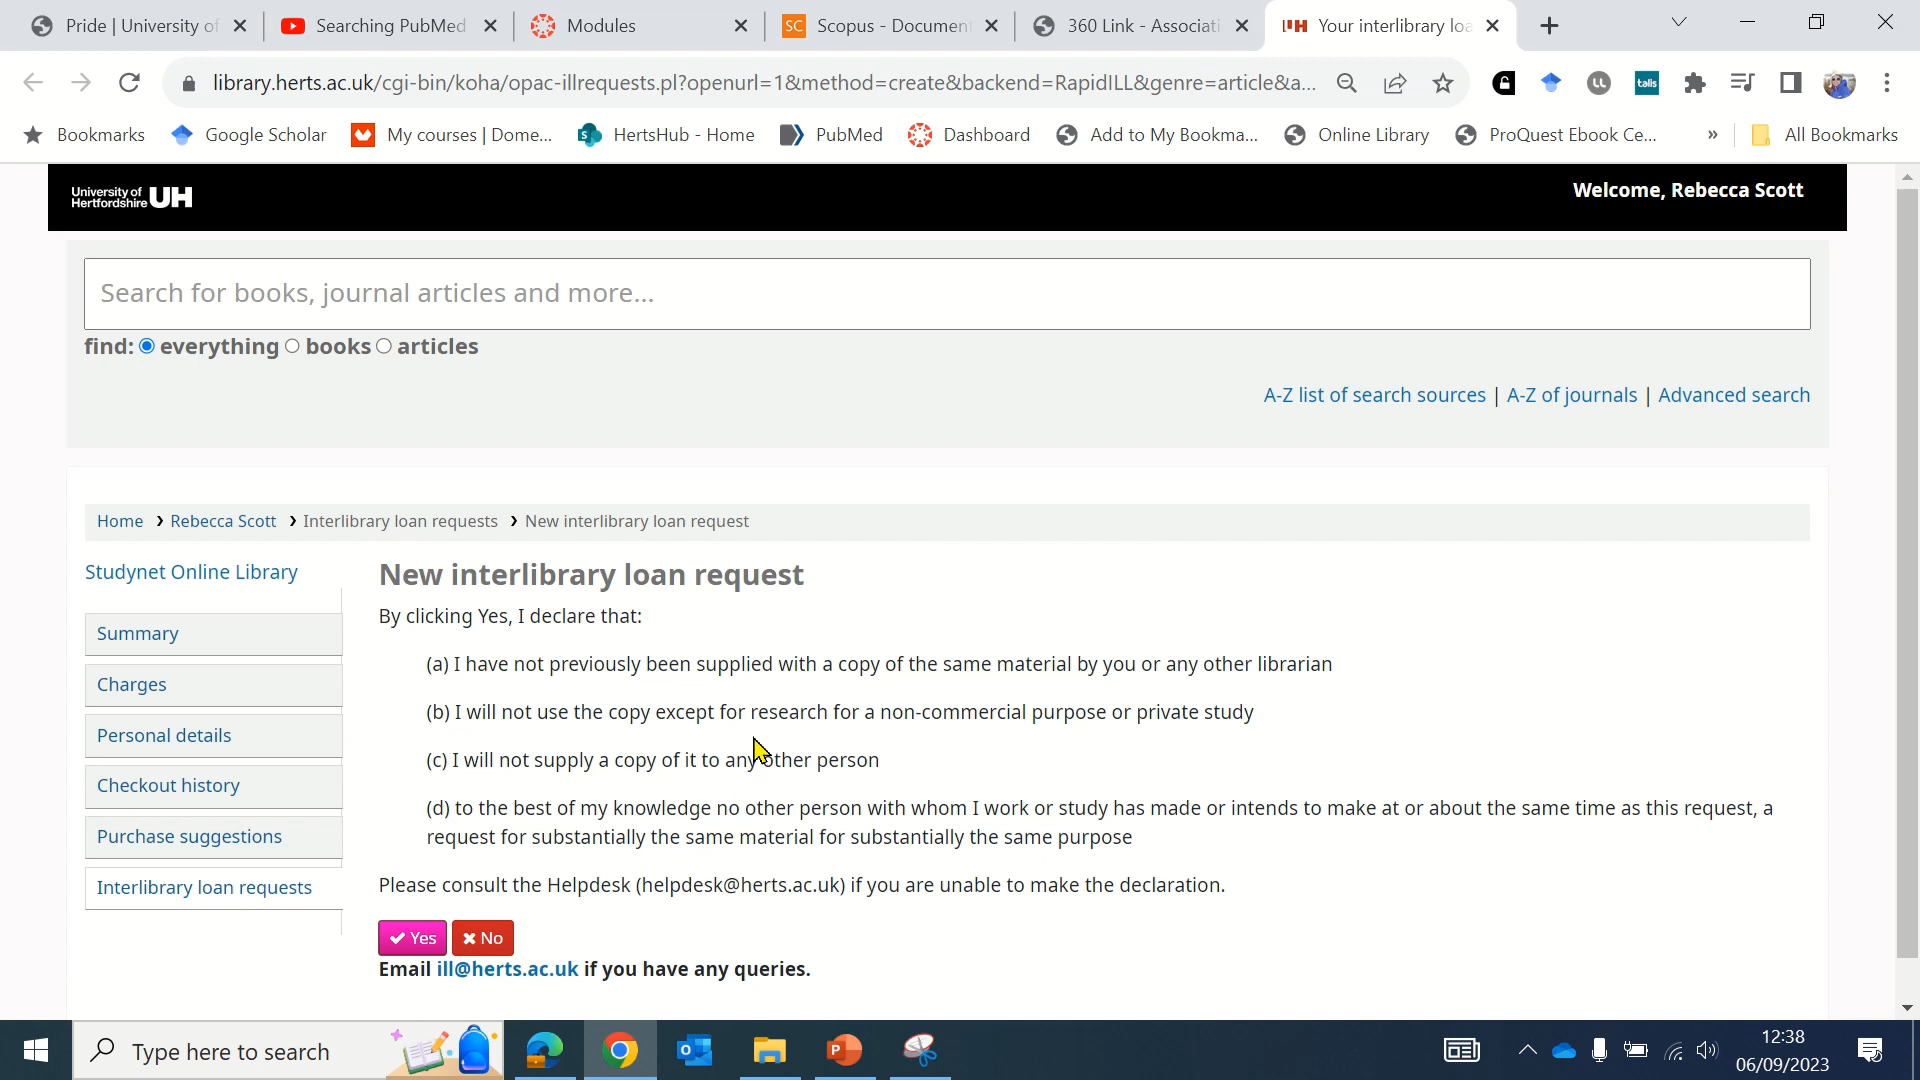 Pride | University of
Searching PubMed
Modules
SC Scopus - Document
360 Link - Associati
UH Your interlibrary loa
library.herts.ac.uk/cgi-bin/koha/opac-illrequests.pl?openurl=1&method=create&backend=RapidILL&genre=article&a...
talis
Bookmarks
Google Scholar
My courses | Dome...
HertsHub - Home
PubMed
Dashboard
Add to My Bookma...
Online Library
ProQuest Ebook Ce...
»
All Bookmarks
University of
Hertfordshire UH
Welcome, Rebecca Scott
Search for books, journal articles and more...
find: everything books articles
A-Z list of search sources | A-Z of journals | Advanced search
Home › Rebecca Scott › Interlibrary loan requests › New interlibrary loan request
Studynet Online Library
Summary
Charges
Personal details
Checkout history
Purchase suggestions
Interlibrary loan requests
New interlibrary loan request
By clicking Yes, I declare that:
(a) I have not previously been supplied with a copy of the same material by you or any other librarian
(b) I will not use the copy except for research for a non-commercial purpose or private study
(c) I will not supply a copy of it to any other person
(d) to the best of my knowledge no other person with whom I work or study has made or intends to make at or about the same time as this request, a
request for substantially the same material for substantially the same purpose
Please consult the Helpdesk (helpdesk@herts.ac.uk) if you are unable to make the declaration.
Yes No
Email ill@herts.ac.uk if you have any queries.
Type here to search
12:38
06/09/2023